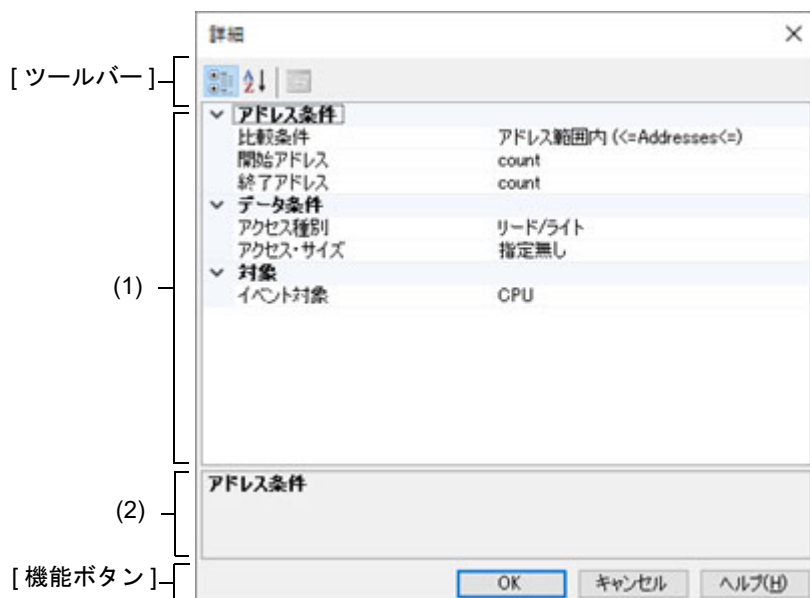 詳細
[ ツールバー ]
アドレス条件
比較条件 アドレス範囲内 (<=Addresses<=)
開始アドレス count
終了アドレス count
データ条件
アクセス種別 リード/ライト
アクセス・サイズ 指定無し
対象
イベント対象 CPU
(1)
アドレス条件
(2)
[ 機能ボタン ]
OK キャンセル ヘルプ(H)